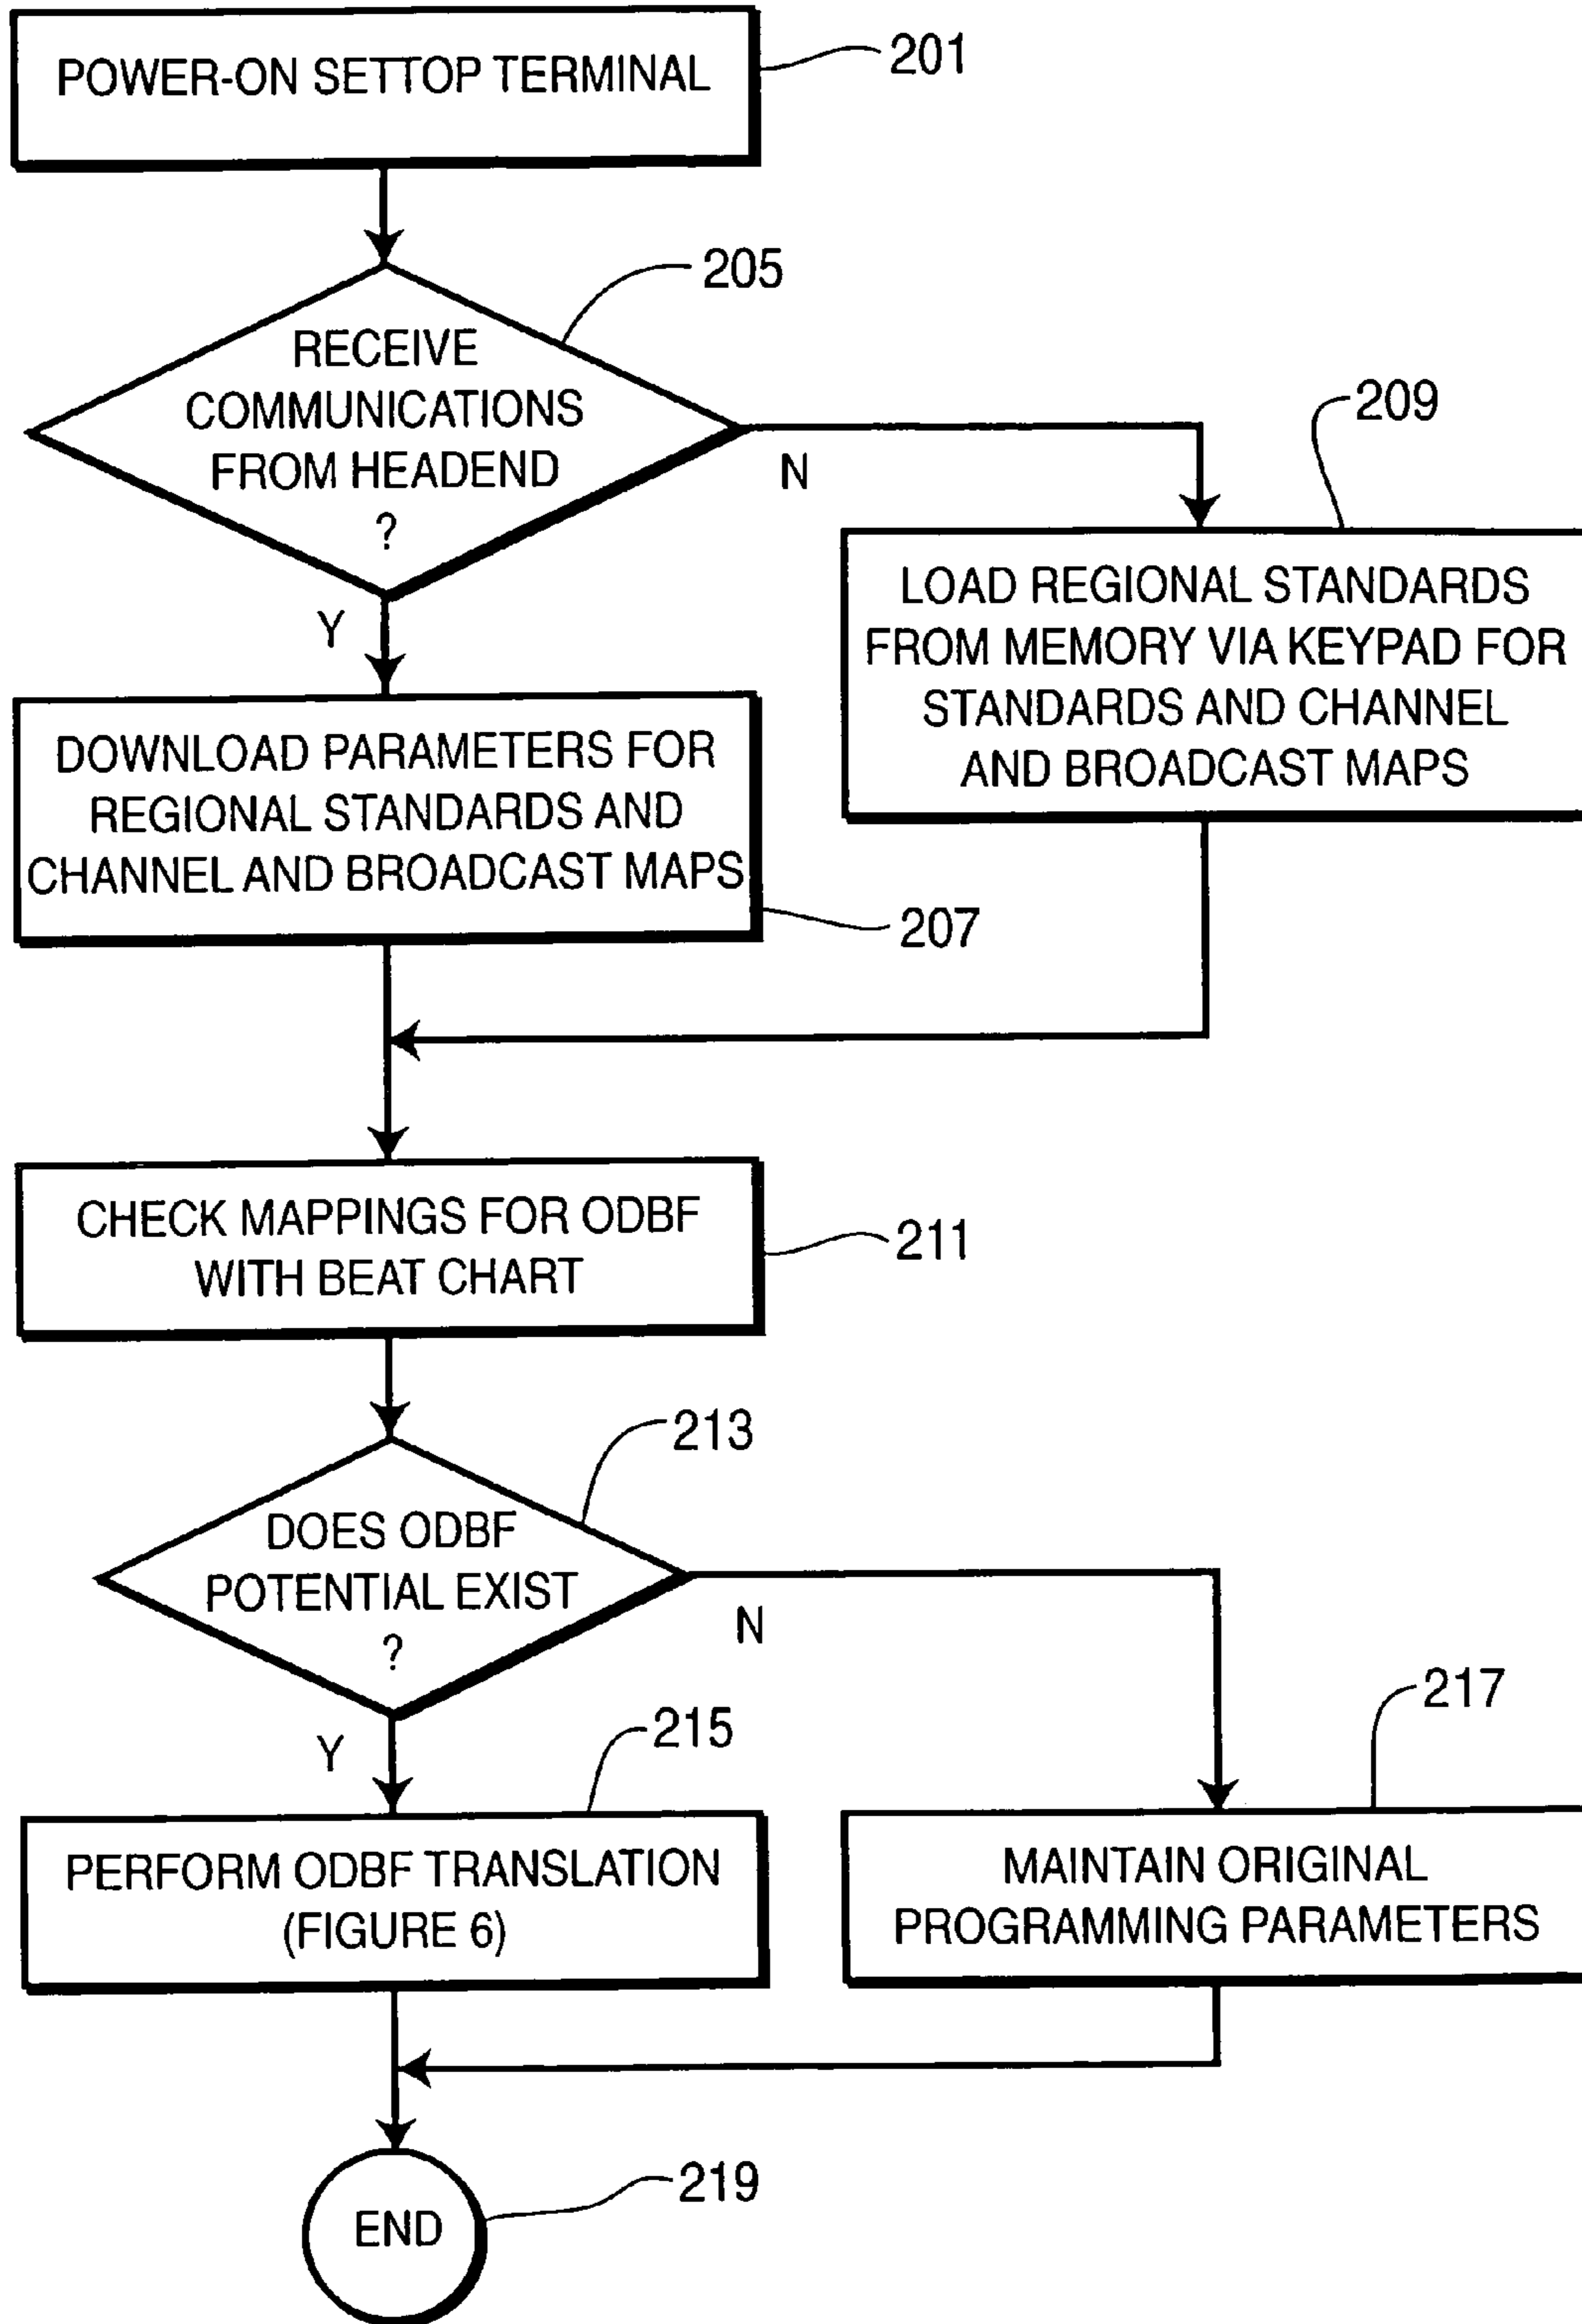 POWER-ON SETTOP TERMINAL
201
RECEIVE
COMMUNICATIONS
FROM HEADEND
?
205
N
Y
209
LOAD REGIONAL STANDARDS
FROM MEMORY VIA KEYPAD FOR
STANDARDS AND CHANNEL
AND BROADCAST MAPS
DOWNLOAD PARAMETERS FOR
REGIONAL STANDARDS AND
CHANNEL AND BROADCAST MAPS
207
CHECK MAPPINGS FOR ODBF
WITH BEAT CHART
211
DOES ODBF
POTENTIAL EXIST
?
213
N
Y
215
PERFORM ODBF TRANSLATION
(FIGURE 6)
217
MAINTAIN ORIGINAL
PROGRAMMING PARAMETERS
END
219